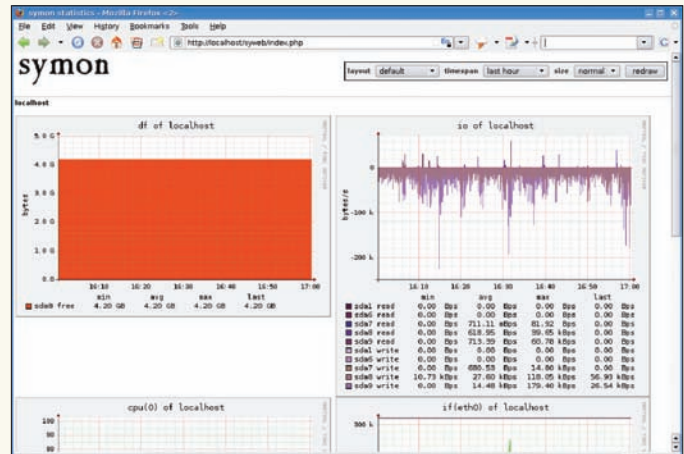 symon statistics - Mozilla Firefox <2>
File Edit View History Bookmarks Tools Help
http://localhost/syweb/index.php
symon
layout default timespan last hour size normal redraw
localhost
df of localhost
5.0 G
4.0 G
3.0 G
2.0 G
1.0 G
0.0
bytes
16:10 16:20 16:30 16:40 16:50 17:00
min avg max last
sda9 free 4.20 GB 4.20 GB 4.20 GB 4.20 GB
io of localhost
0
-100 k
-200 k
bytes/s
16:10 16:20 16:30 16:40 16:50 17:00
min avg max last
sda1 read 0.00 Bps 0.00 Bps 0.00 Bps 0.00 Bps
sda6 read 0.00 Bps 0.00 Bps 0.00 Bps 0.00 Bps
sda7 read 0.00 Bps 711.11 mBps 81.92 Bps 0.00 Bps
sda8 read 0.00 Bps 618.95 Bps 39.65 kBps 0.00 Bps
sda9 read 0.00 Bps 713.39 Bps 60.78 kBps 0.00 Bps
sda1 write 0.00 Bps 0.00 Bps 0.00 Bps 0.00 Bps
sda6 write 0.00 Bps 0.00 Bps 0.00 Bps 0.00 Bps
sda7 write 0.00 Bps 680.53 Bps 14.80 kBps 0.00 Bps
sda8 write 10.73 kBps 27.60 kBps 118.05 kBps 56.93 kBps
sda9 write 0.00 Bps 14.48 kBps 179.40 kBps 26.54 kBps
cpu(0) of localhost
100
90
80
if(eth0) of localhost
300 k